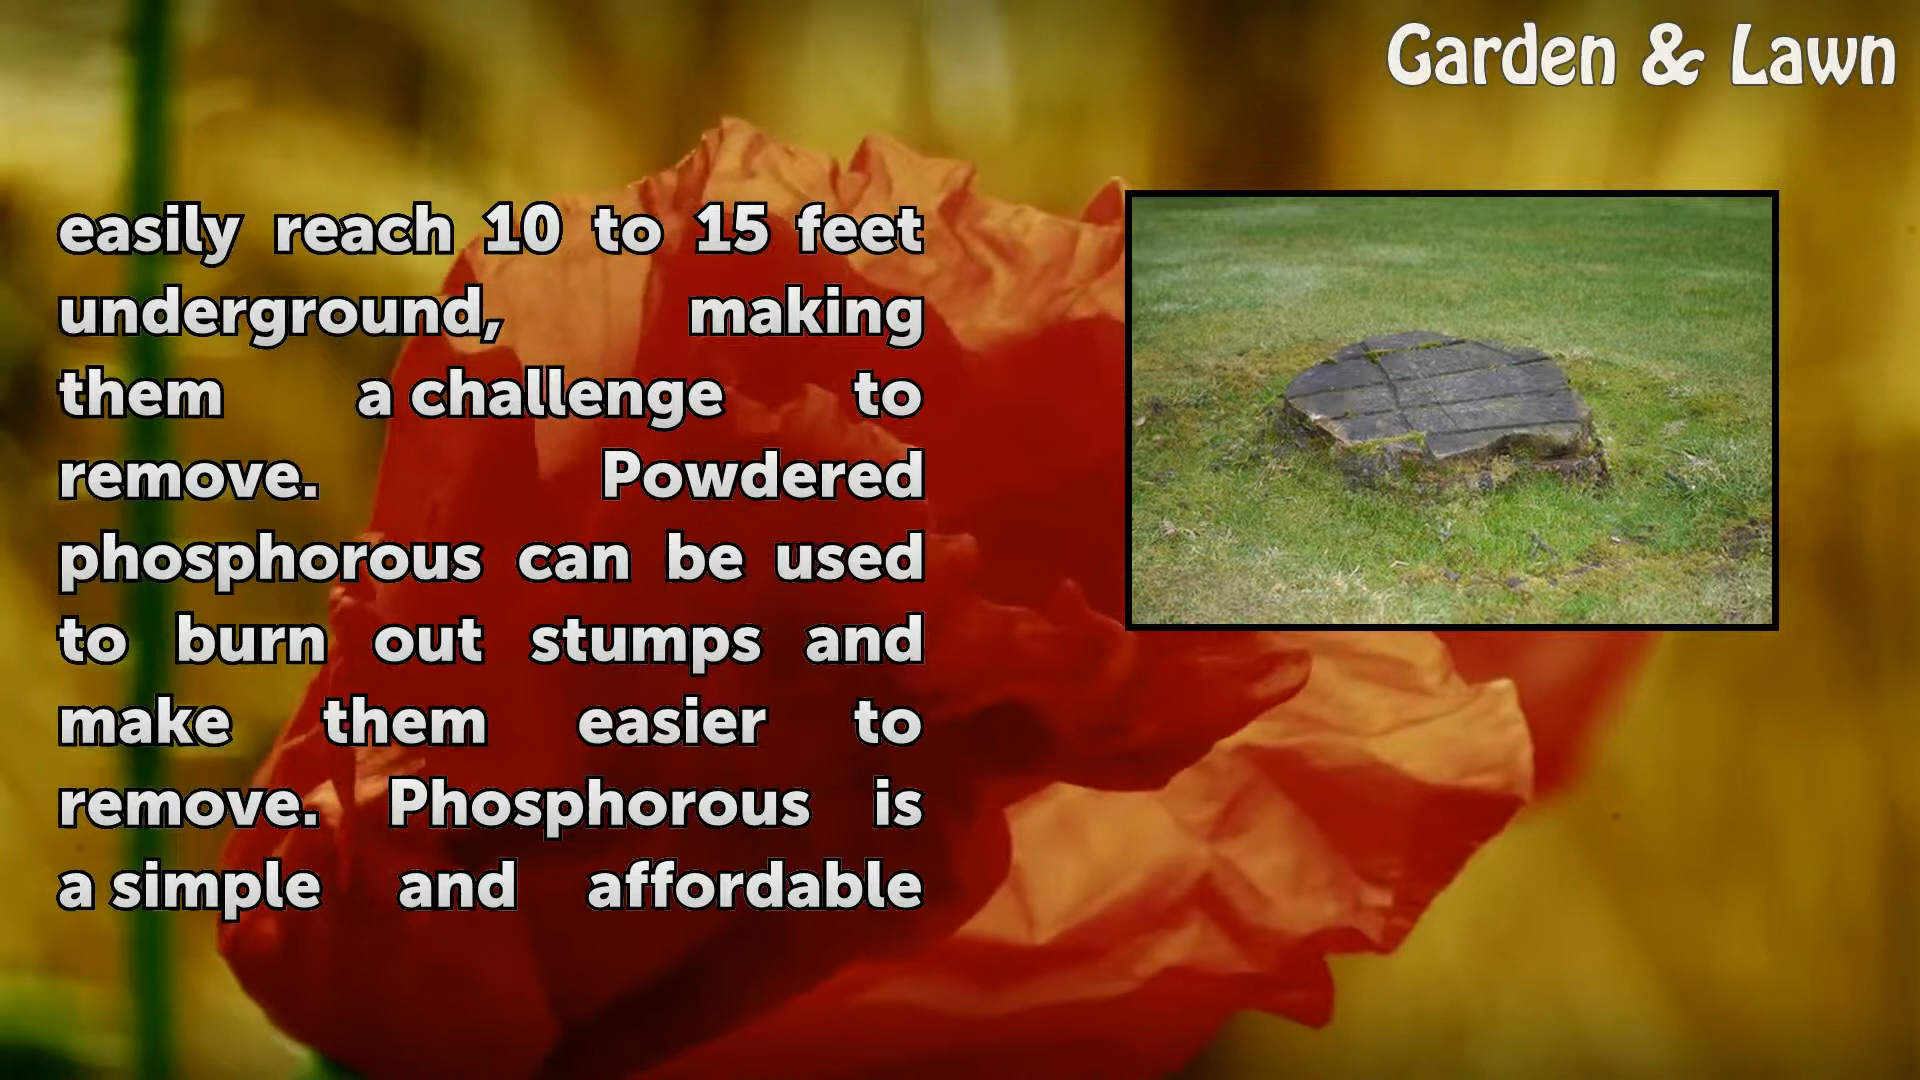 Garden & Lawn
easily reach 10 to 15 feet
underground, making
them a challenge to
remove. Powdered
phosphorous can be used
to burn out stumps and
make them easier to
remove. Phosphorous is
a simple and affordable